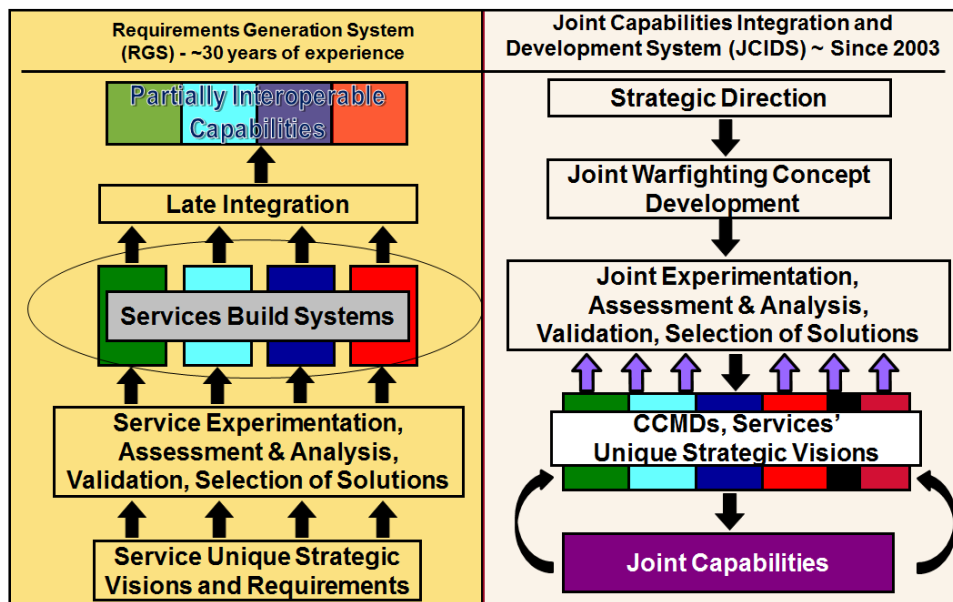 Requirements Generation System
(RGS) - ~30 years of experience
Partially Interoperable
Capabilities
Late Integration
Services Build Systems
Service Experimentation,
Assessment & Analysis,
Validation, Selection of Solutions
Service Unique Strategic
Visions and Requirements
Joint Capabilities Integration and
Development System (JCIDS) ~ Since 2003
Strategic Direction
Joint Warfighting Concept
Development
Joint Experimentation,
Assessment & Analysis,
Validation, Selection of Solutions
CCMDs, Services’
Unique Strategic Visions
Joint Capabilities